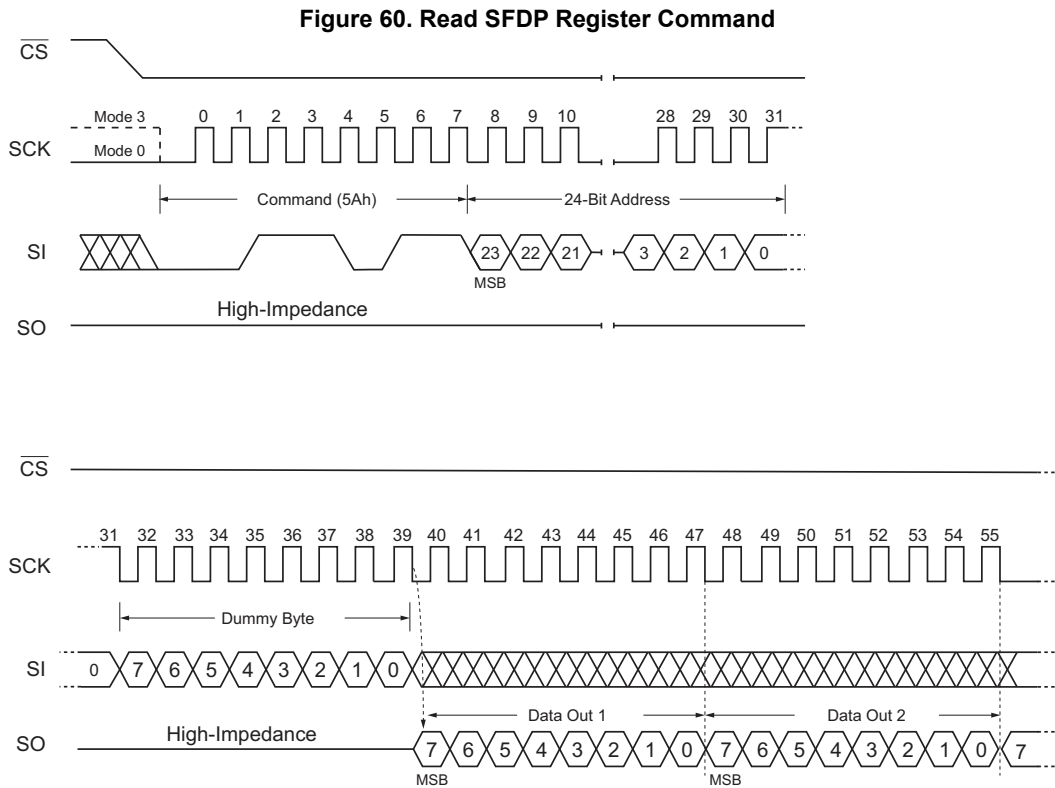 Figure 60. Read SFDP Register Command
CS
Mode 3
0 1 2 3 4 5 6 7 8 9 10 28 29 30 31
SCK
Mode 0
Command (5Ah) 24-Bit Address
SI
23 22 21 3 2 1 0
MSB
High-Impedance
SO
CS
31 32 33 34 35 36 37 38 39 40 41 42 43 44 45 46 47 48 49 50 51 52 53 54 55
SCK
Dummy Byte
SI
0 7 6 5 4 3 2 1 0
Data Out 1 Data Out 2
High-Impedance
SO
7 6 5 4 3 2 1 0 7 6 5 4 3 2 1 0 7
MSB MSB